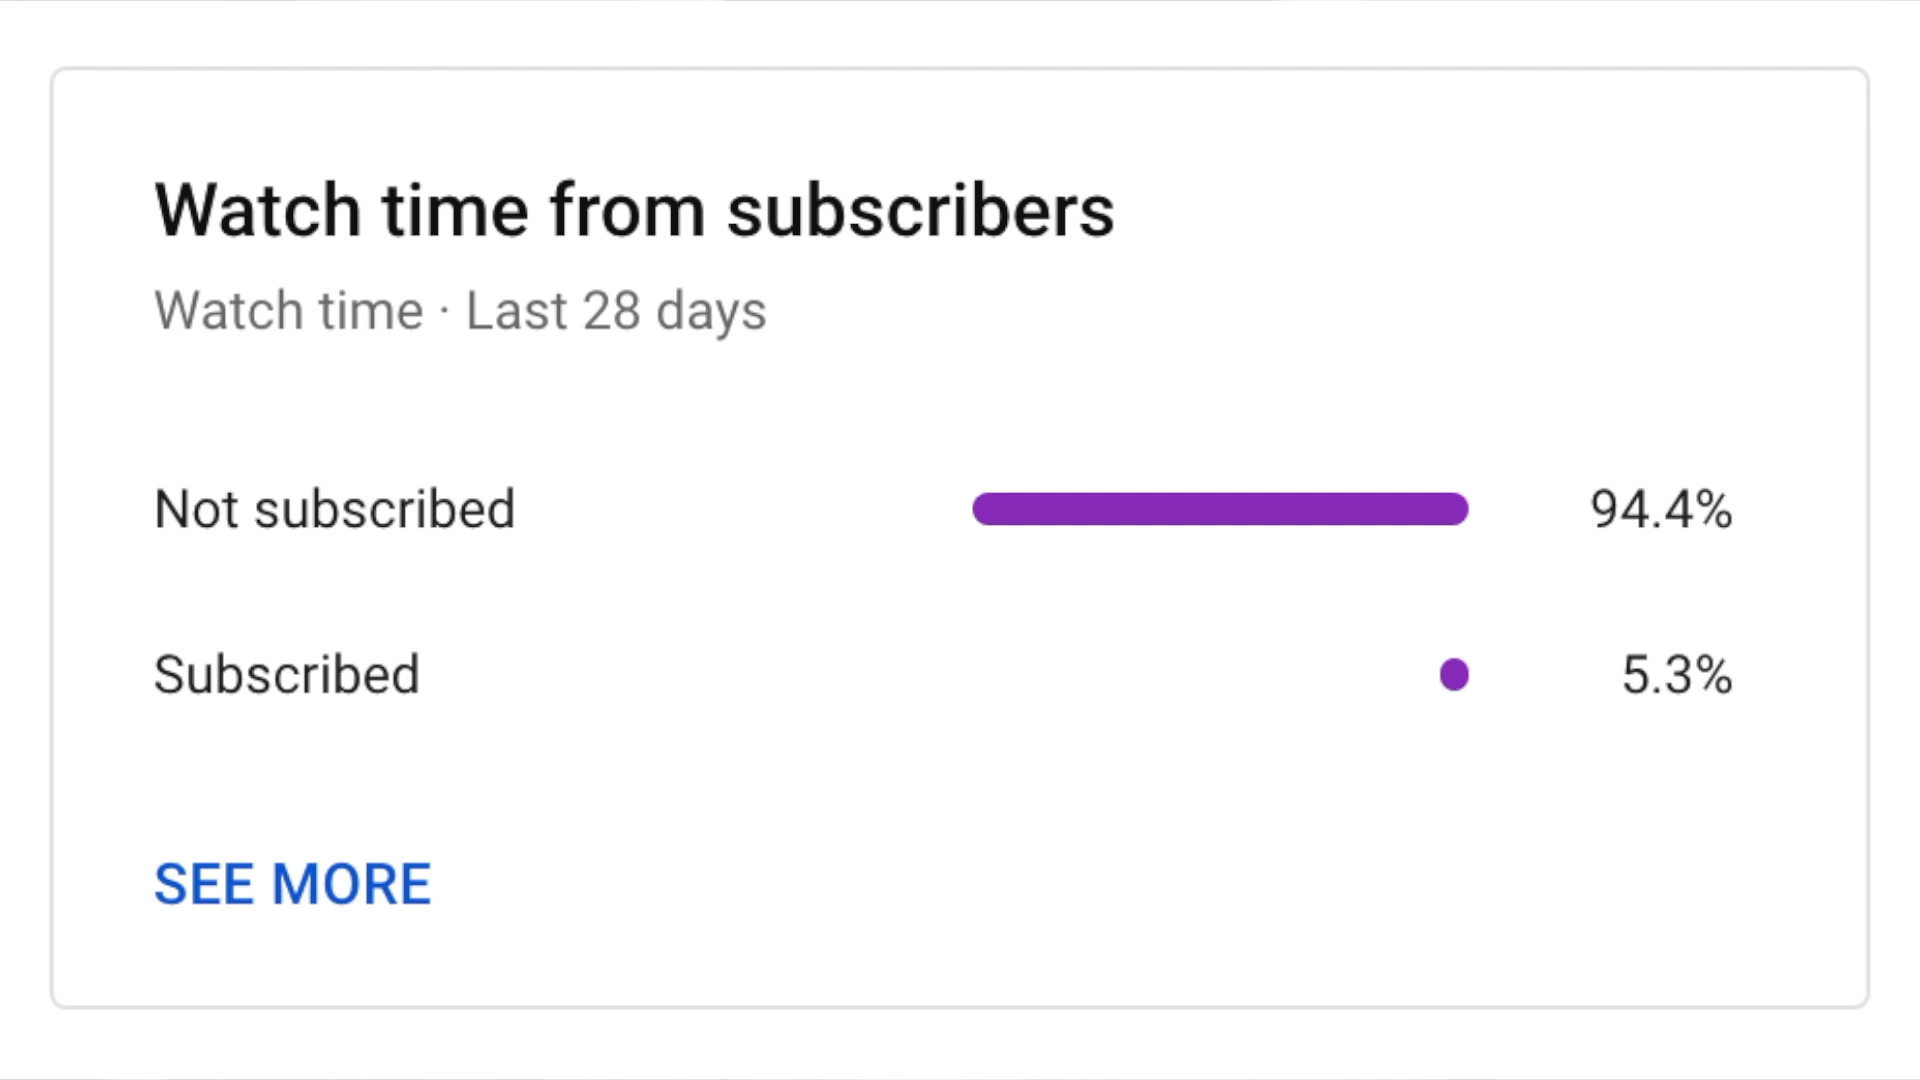 Watch time from subscribers
Watch time · Last 28 days
Not subscribed 94.4%
Subscribed 5.3%
SEE MORE